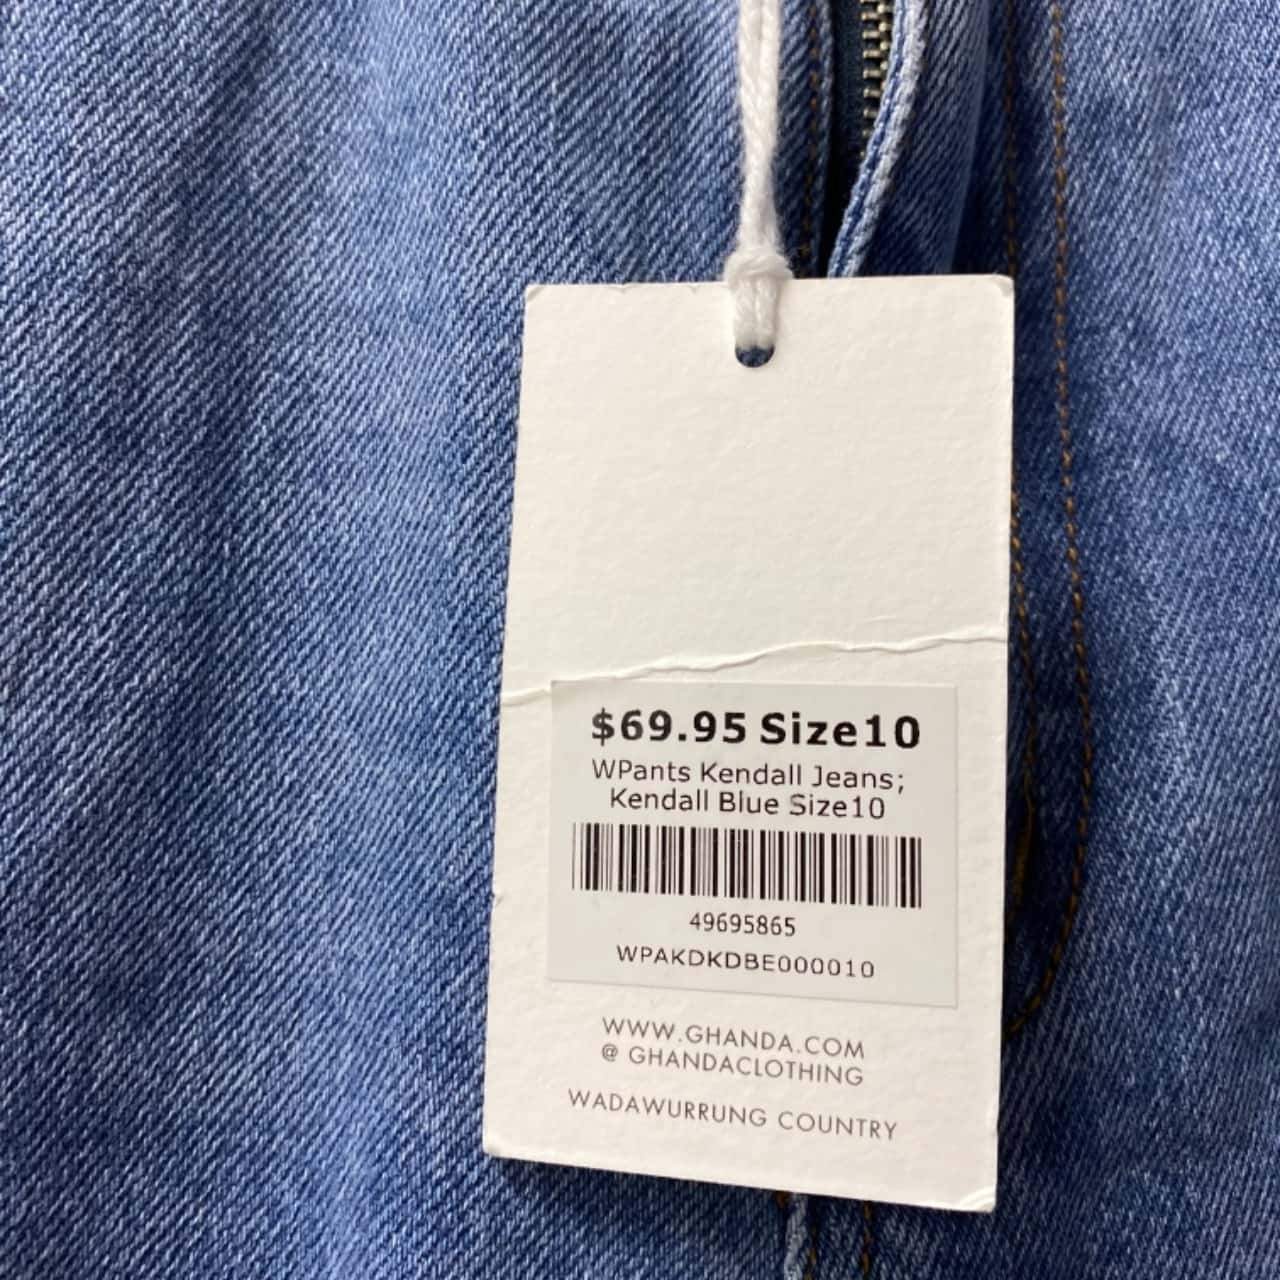 $69.95 Size10
WPants Kendall Jeans;
Kendall Blue Size10
49695865
WPAKDKDBE000010
WWW.GHANDA.COM
@ GHANDACLOTHING
WADAWURRUNG COUNTRY